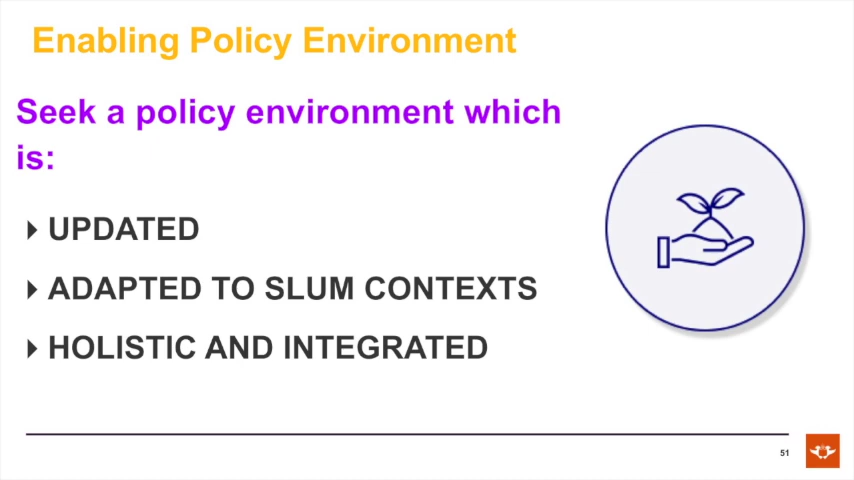 Enabling Policy Environment
Seek a policy environment which
is:
UPDATED
ADAPTED TO SLUM CONTEXTS
HOLISTIC AND INTEGRATED
51